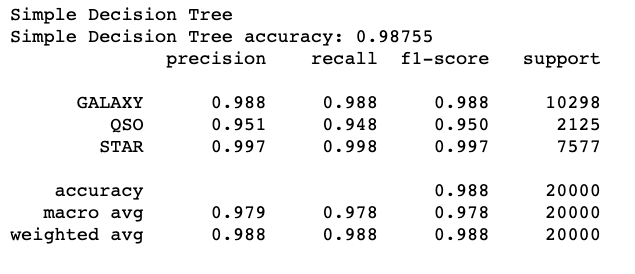 Simple Decision Tree
Simple Decision Tree accuracy: 0.98755
precision recall f1-score support
GALAXY 0.988 0.988 0.988 10298
QSO 0.951 0.948 0.950 2125
STAR 0.997 0.998 0.997 7577
accuracy 0.988 20000
macro avg 0.979 0.978 0.978 20000
weighted avg 0.988 0.988 0.988 20000